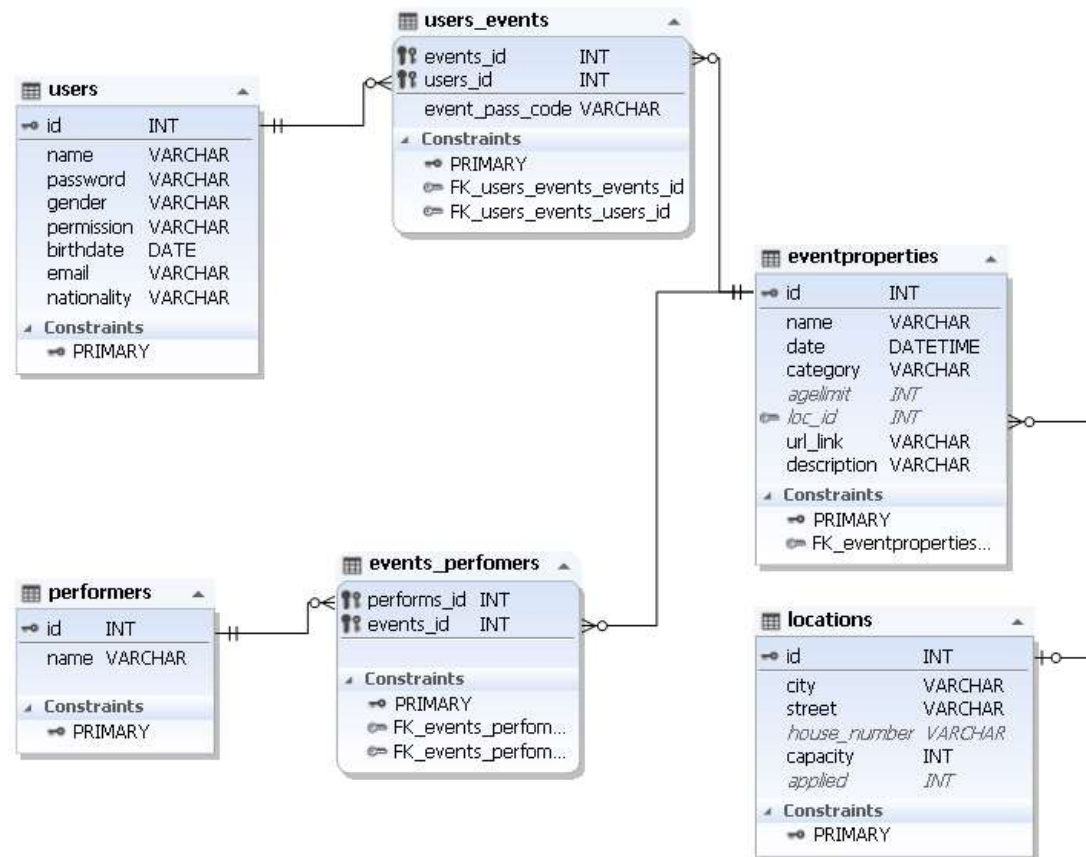 users_events
events_id INT
users_id INT
event_pass_code VARCHAR
Constraints
PRIMARY
FK_users_events_events_id
FK_users_events_users_id
users
id INT
name VARCHAR
password VARCHAR
gender VARCHAR
permission VARCHAR
birthdate DATE
email VARCHAR
nationality VARCHAR
Constraints
PRIMARY
eventproperties
id INT
name VARCHAR
date DATETIME
category VARCHAR
agelimit INT
loc_id INT
url_link VARCHAR
description VARCHAR
Constraints
PRIMARY
FK_eventproperties...
events_perfomers
performs_id INT
events_id INT
Constraints
PRIMARY
FK_events_perfom...
FK_events_perfom...
performers
id INT
name VARCHAR
Constraints
PRIMARY
locations
id INT
city VARCHAR
street VARCHAR
house_number VARCHAR
capacity INT
applied INT
Constraints
PRIMARY